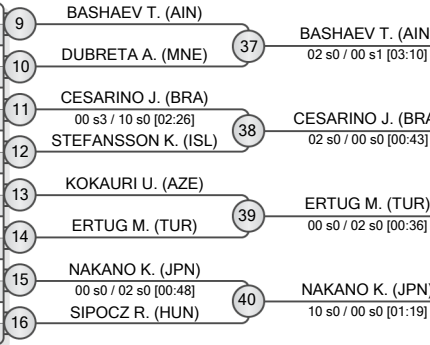 9
BASHAEV T. (AIN)
10
DUBRETA A. (MNE)
37
BASHAEV T. (AIN
02 s0 / 00 s1 [03:10]
11
CESARINO J. (BRA)
00 s3 / 10 s0 [02:26]
12
STEFANSSON K. (ISL)
38
CESARINO J. (BRA
02 s0 / 00 s0 [00:43]
13
KOKAURI U. (AZE)
14
ERTUG M. (TUR)
39
ERTUG M. (TUR)
00 s0 / 02 s0 [00:36]
15
NAKANO K. (JPN)
00 s0 / 02 s0 [00:48]
16
SIPOCZ R. (HUN)
40
NAKANO K. (JPN)
10 s0 / 00 s0 [01:19]